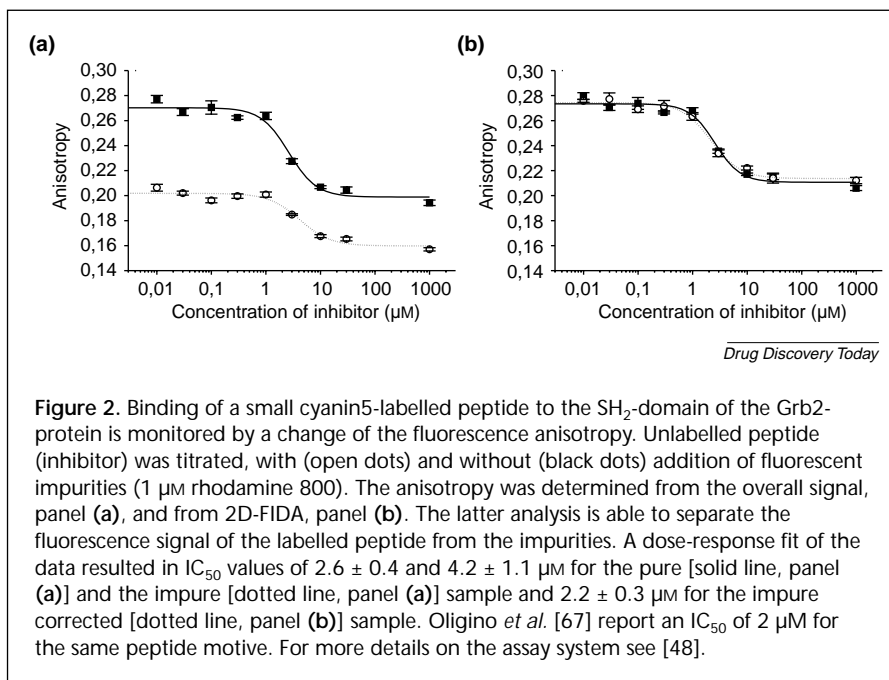 (a)
0,30
0,28
0,26
0,24
0,22
0,20
0,18
0,16
0,14
Anisotropy
0,01 0,1 1 10 100 1000
Concentration of inhibitor (µM)
(b)
0,30
0,28
0,26
0,24
0,22
0,20
0,18
0,16
0,14
Anisotropy
0,01 0,1 1 10 100 1000
Concentration of inhibitor (µM)
Drug Discovery Today
Figure 2. Binding of a small cyanin5-labelled peptide to the SH2-domain of the Grb2-
protein is monitored by a change of the fluorescence anisotropy. Unlabelled peptide
(inhibitor) was titrated, with (open dots) and without (black dots) addition of fluorescent
impurities (1 µM rhodamine 800). The anisotropy was determined from the overall signal,
panel (a), and from 2D-FIDA, panel (b). The latter analysis is able to separate the
fluorescence signal of the labelled peptide from the impurities. A dose-response fit of the
data resulted in IC50 values of 2.6 ± 0.4 and 4.2 ± 1.1 µM for the pure [solid line, panel
(a)] and the impure [dotted line, panel (a)] sample and 2.2 ± 0.3 µM for the impure
corrected [dotted line, panel (b)] sample. Oligino et al. [67] report an IC50 of 2 µM for
the same peptide motive. For more details on the assay system see [48].